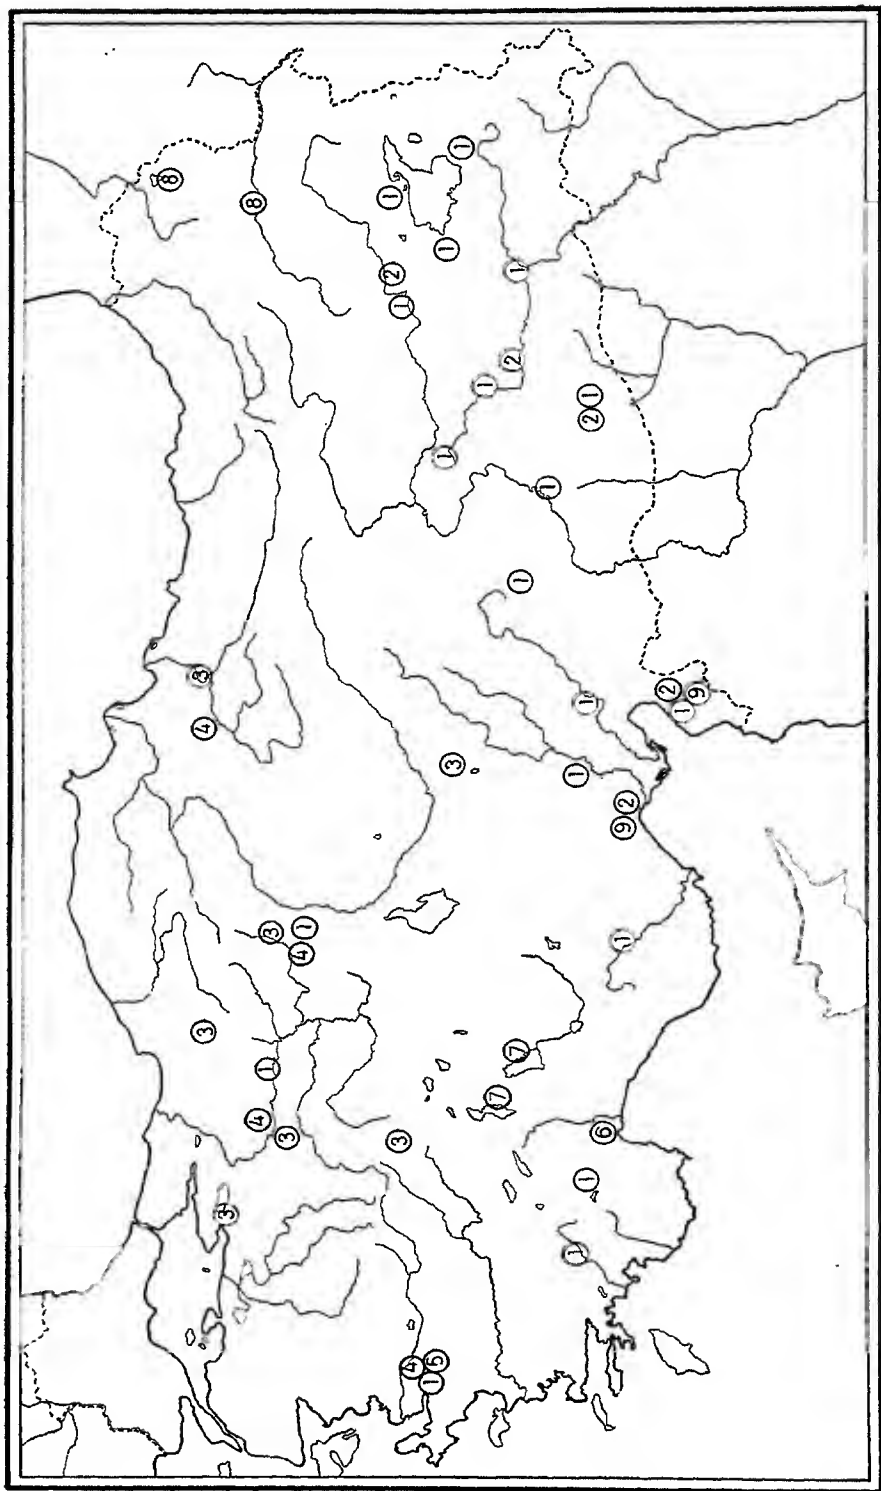 ⑧
③
④ ⑧
③
⑧
④ ① ③
③ ④ ①
② ①
③ ①
④
① ⑤ ① ①
③ ①
①
⑦ ② ①
⑦ ①
①
① ①
① ① ② ①
⑥
① ⑨ ②
②
① ⑨